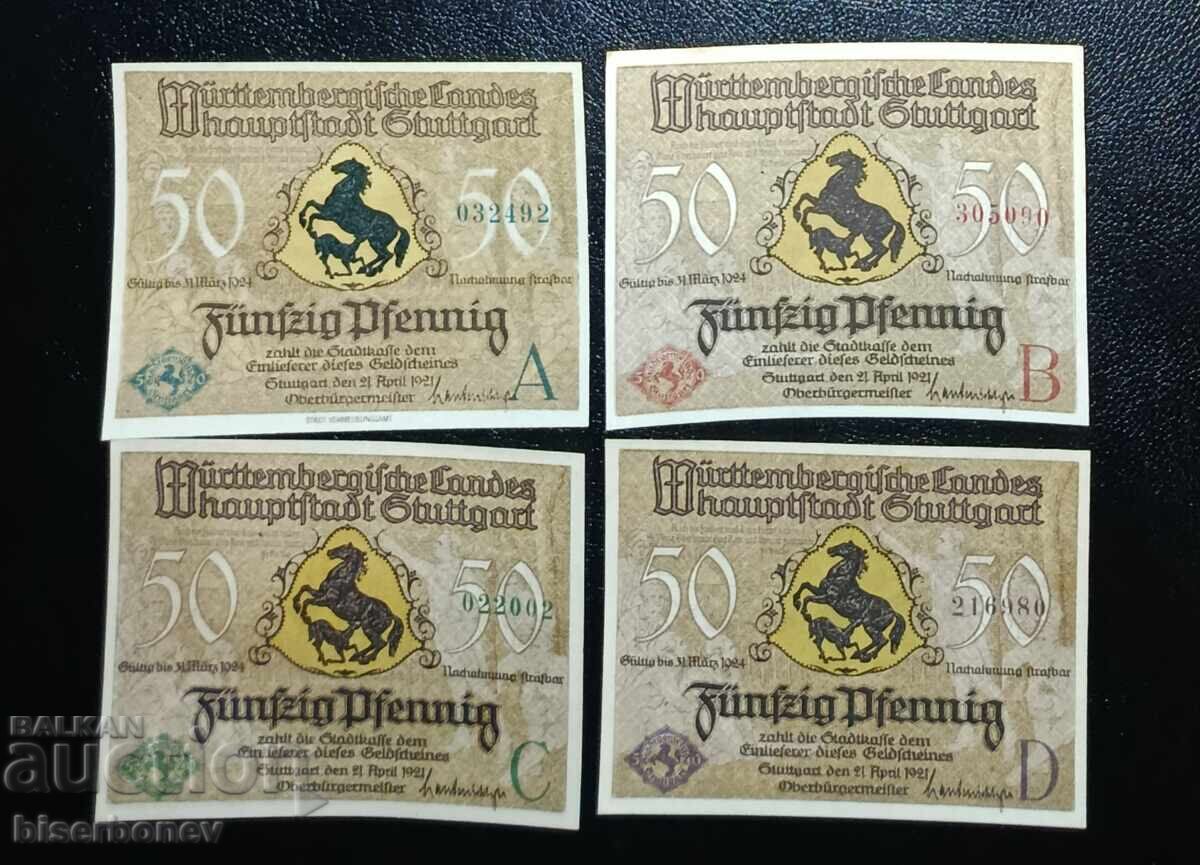 Württembergische Landes
hauptstadt Stuttgart
50 50
032492
Gültig bis 31 März 1924 Nachahmung strafbar
Fünfzig Pfennig
zahlt die Stadtkasse dem
Einlieferer dieses Geldscheines
Stuttgart den 21 April 1921
Oberbürgermeister
A
50
STADT. VERMESSUNGSAMT
Württembergische Landes
hauptstadt Stuttgart
50 50
305090
Gültig bis 31 März 1924 Nachahmung strafbar
Fünfzig Pfennig
zahlt die Stadtkasse dem
Einlieferer dieses Geldscheines
Stuttgart den 21 April 1921
Oberbürgermeister
B
50
Württembergische Landes
hauptstadt Stuttgart
50 50
022002
Gültig bis 31 März 1924 Nachahmung strafbar
Fünfzig Pfennig
zahlt die Stadtkasse dem
Einlieferer dieses Geldscheines
Stuttgart den 21 April 1921
Oberbürgermeister
C
Württembergische Landes
hauptstadt Stuttgart
50 50
216980
Gültig bis 31 März 1924 Nachahmung strafbar
Fünfzig Pfennig
zahlt die Stadtkasse dem
Einlieferer dieses Geldscheines
Stuttgart den 21 April 1921
Oberbürgermeister
D
50
BALKAN
auction
biserbonev